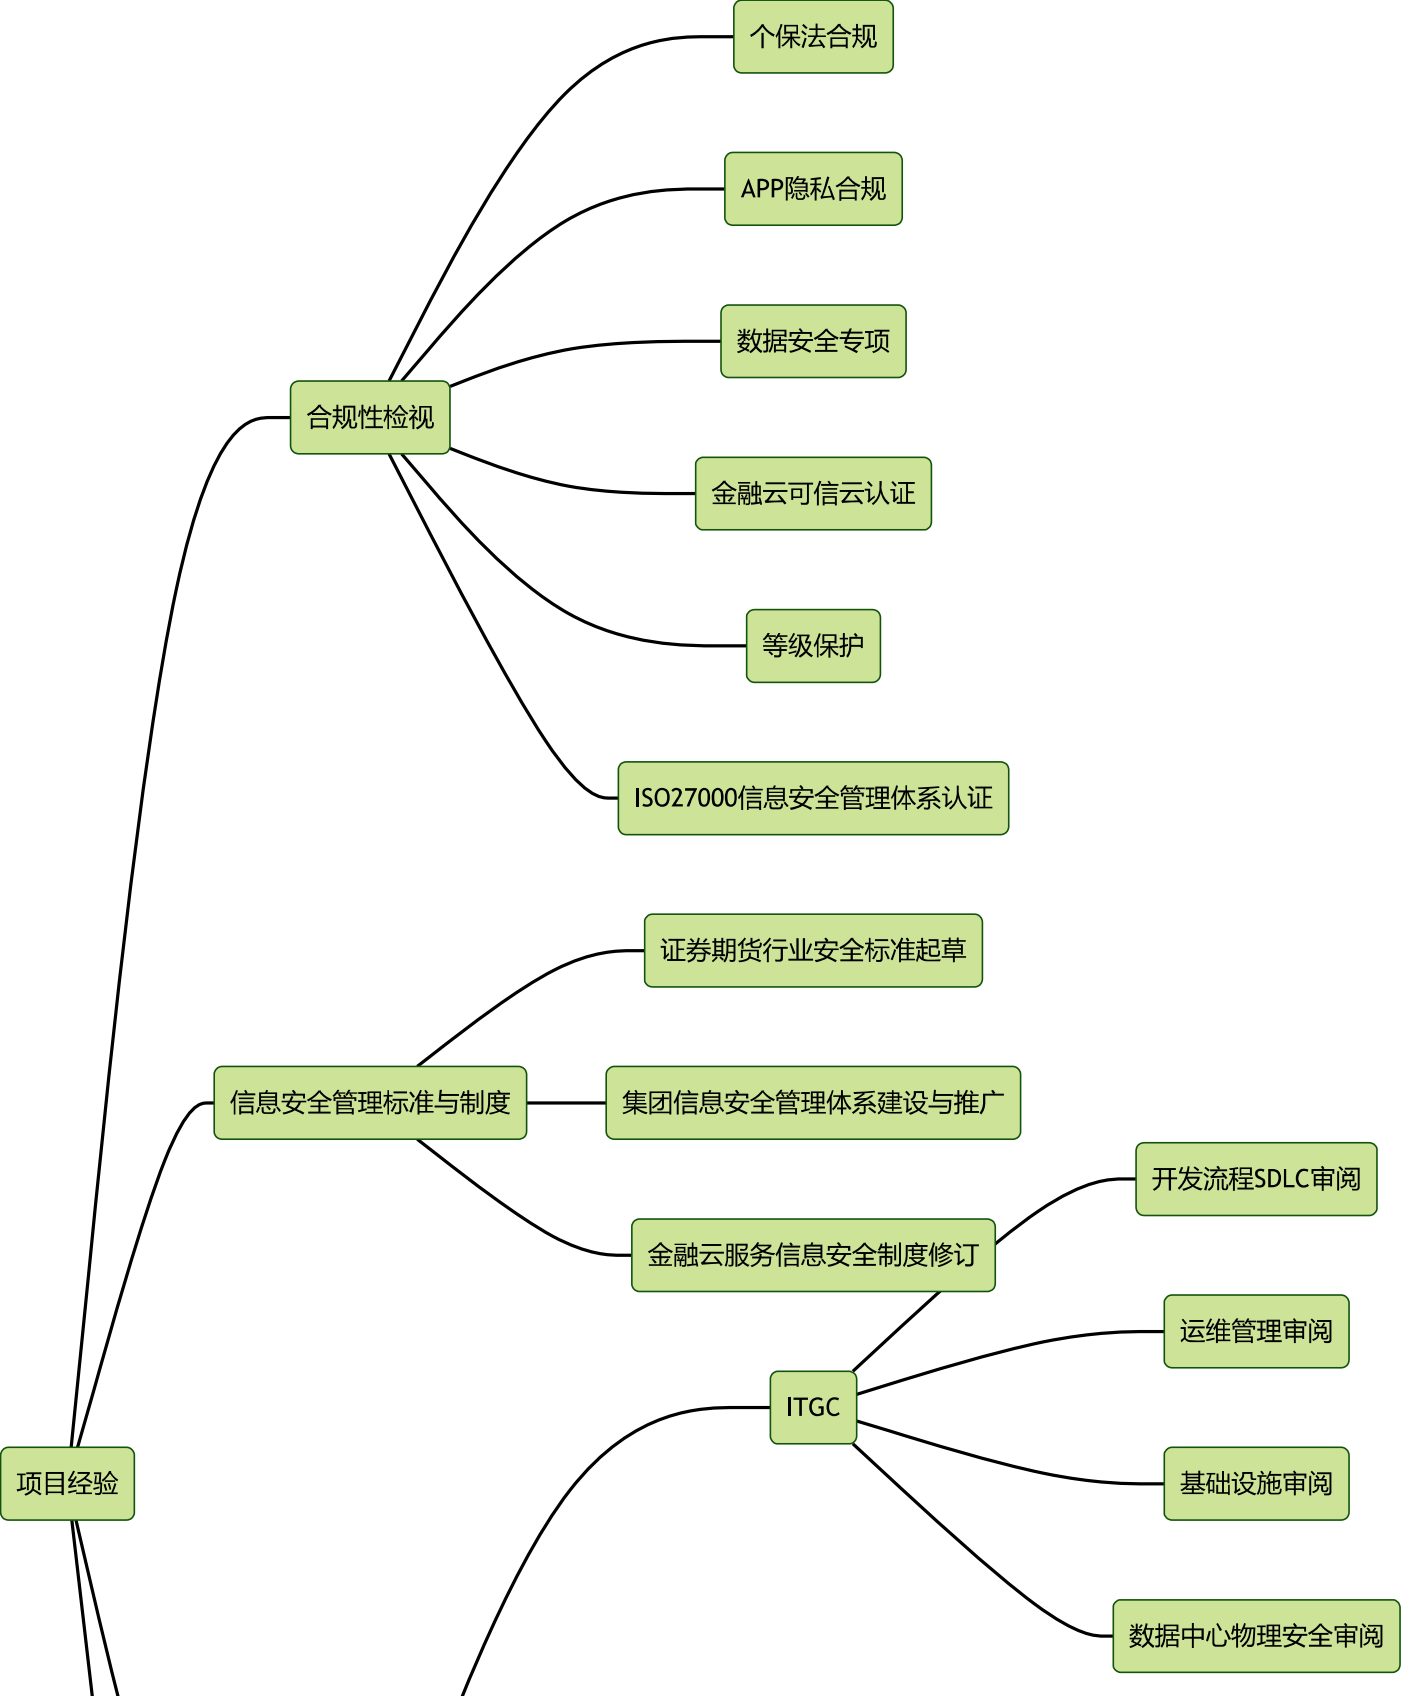 个保法合规
APP隐私合规
数据安全专项
合规性检视
金融云可信云认证
等级保护
ISO27000信息安全管理体系认证
证券期货行业安全标准起草
信息安全管理标准与制度
集团信息安全管理体系建设与推广
开发流程SDLC审阅
金融云服务信息安全制度修订
运维管理审阅
ITGC
项目经验
基础设施审阅
数据中心物理安全审阅